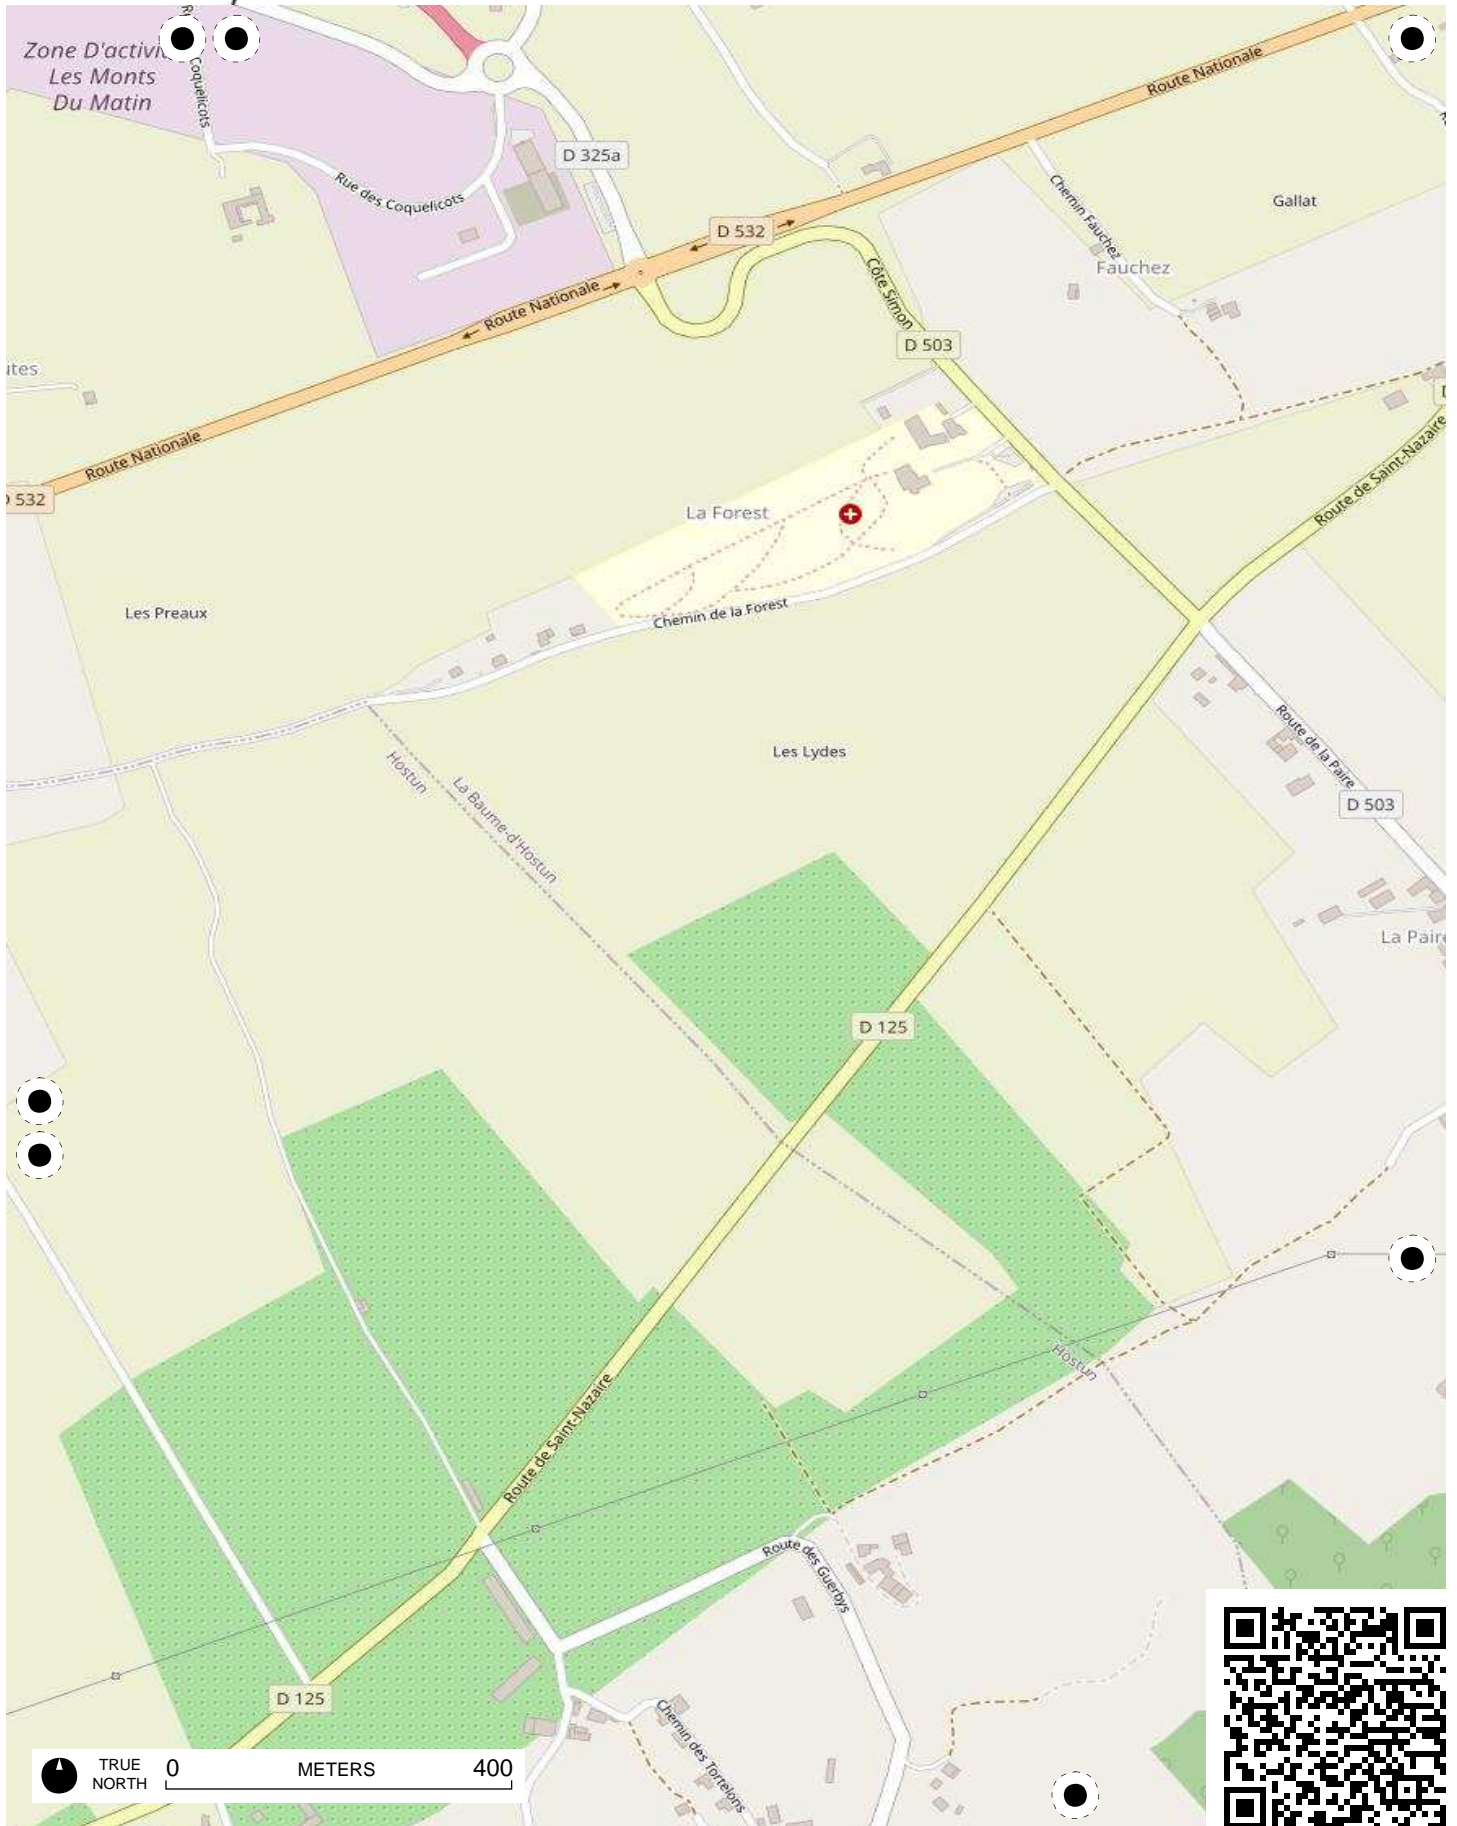 Zone D'activi
Les Monts
Du Matin
Coquelicots
Rue des Coquelicots
D 325a
Route Nationale
D 532
Route Nationale
Chemin Fauchez
Gallat
Fauchez
Côte Simon
D 503
utes
Route Nationale
532
La Forest
Route de Saint-Nazaire
Les Preaux
Chemin de la Forest
Les Lydes
Hostun
La Baume-d'Hostun
Route de la Paire
D 503
La Paire
D 125
Hostun
Route de Saint-Nazaire
Route des Guerbys
D 125
Chemin des Tortelons
TRUE
NORTH
0 METERS 400